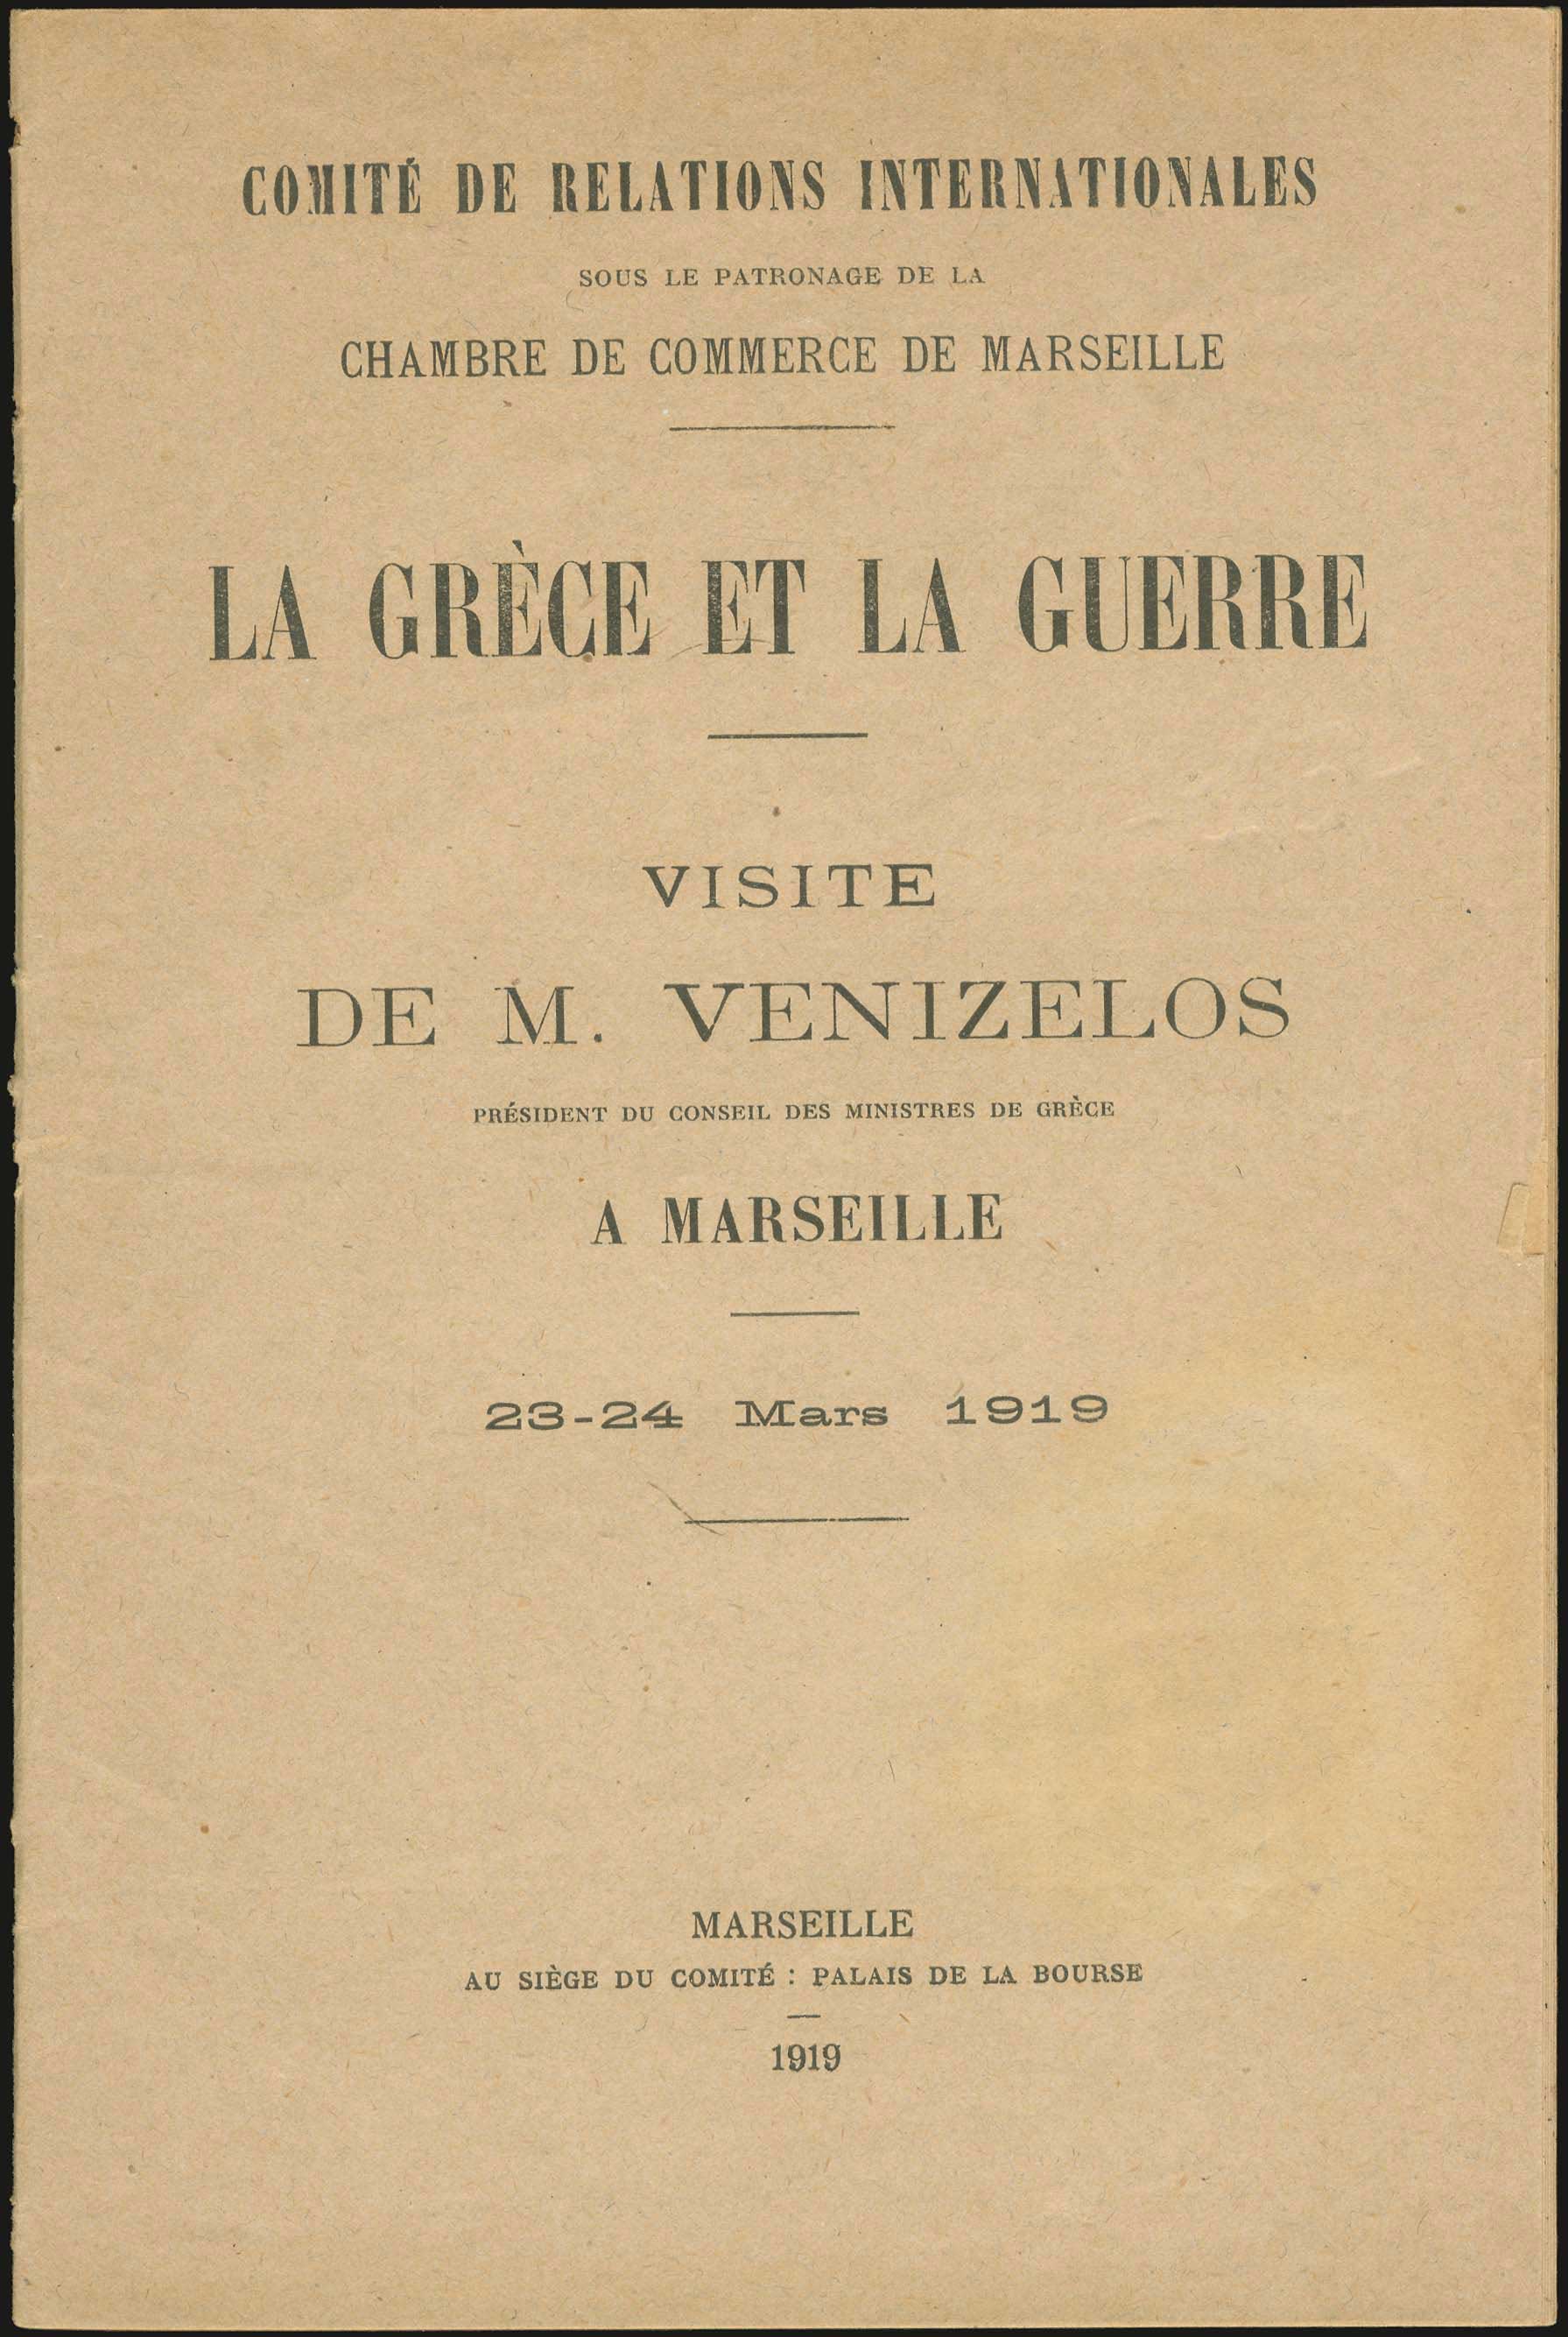 COMITÉ DE RELATIONS INTERNATIONALES
SOUS LE PATRONAGE DE LA
CHAMBRE DE COMMERCE DE MARSEILLE
LA GRÈCE ET LA GUERRE
VISITE
DE M. VENIZELOS
PRÉSIDENT DU CONSEIL DES MINISTRES DE GRÈCE
A MARSEILLE
23-24 Mars 1919
MARSEILLE
AU SIÈGE DU COMITÉ : PALAIS DE LA BOURSE
1919